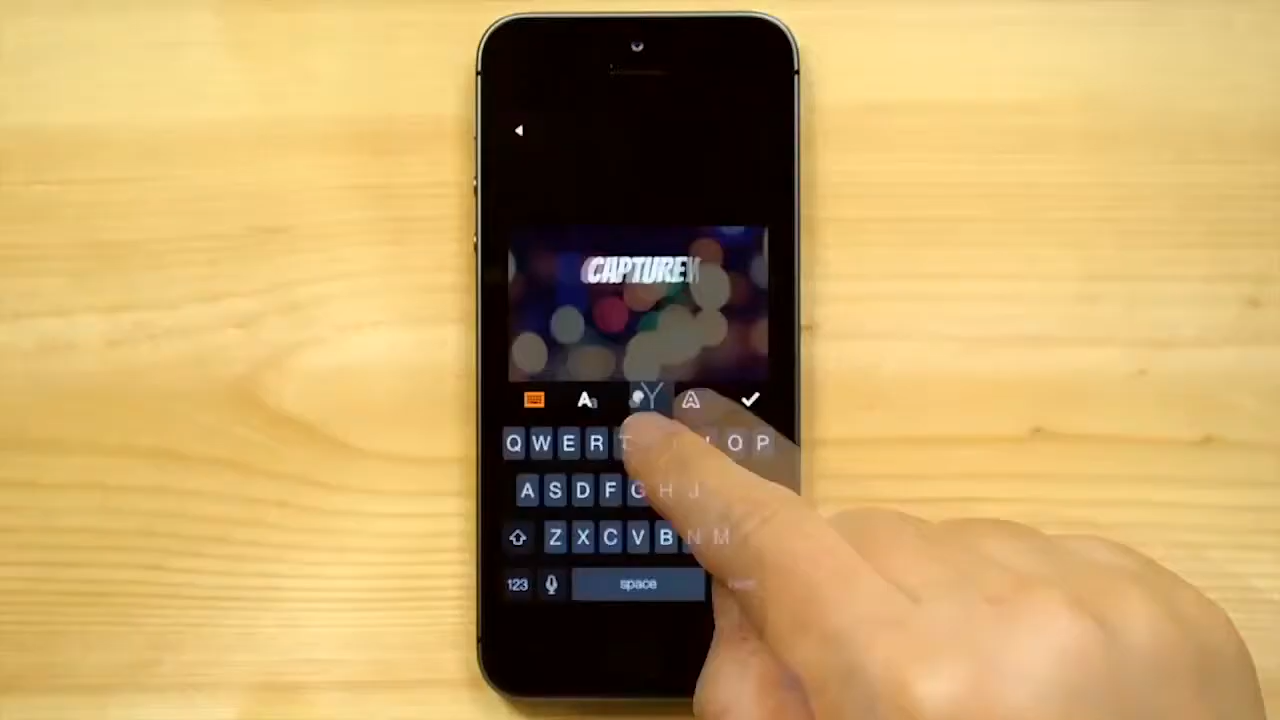 CAPTURE
A a Y A
Q W E R T O P
A S D F G H J
Z X C V B N M
123 space